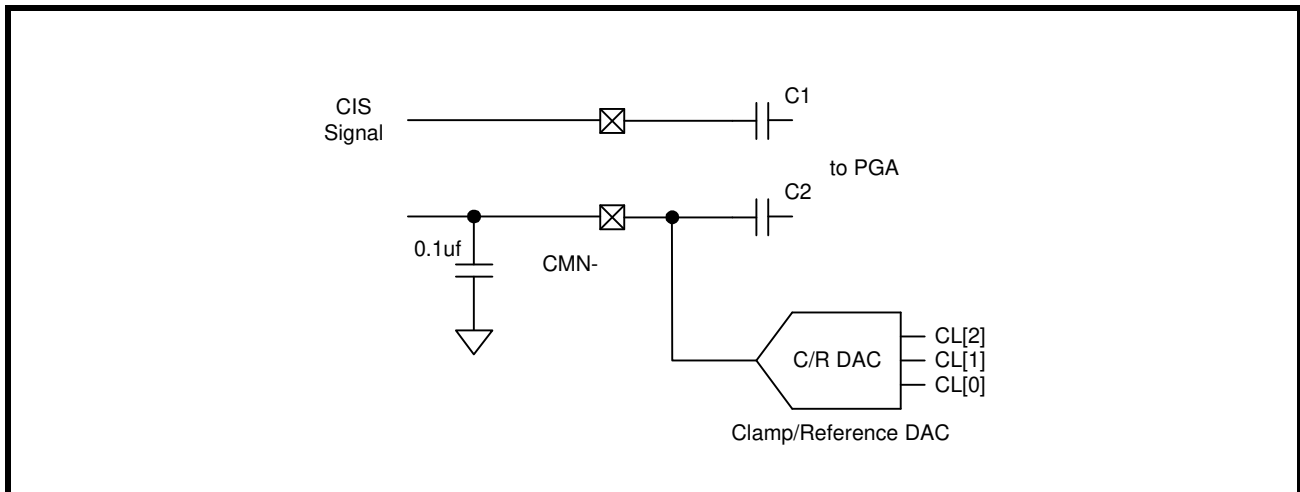 C1
CIS
Signal
to PGA
C2
0.1uf
CMN-
CL[2]
C/R DAC
CL[1]
CL[0]
Clamp/Reference DAC